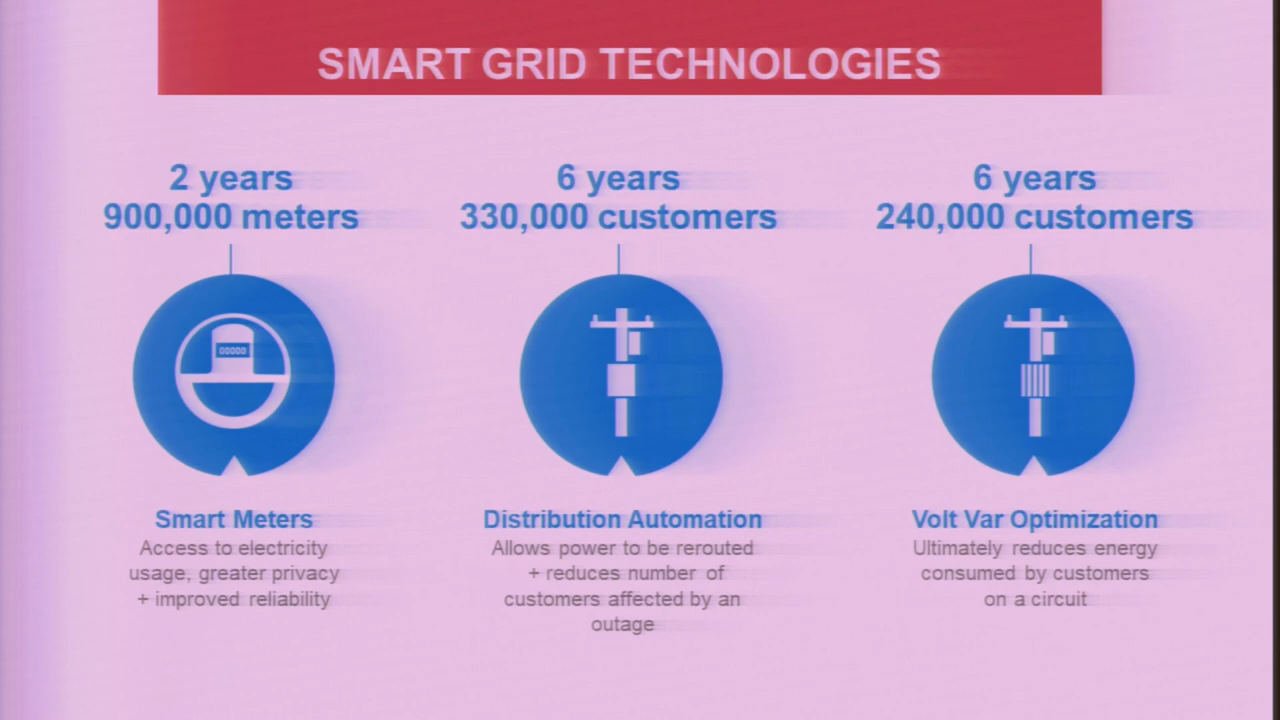 SMART GRID TECHNOLOGIES
2 years
900,000 meters
6 years
330,000 customers
6 years
240,000 customers
00000
Smart Meters
Access to electricity
usage, greater privacy
+ improved reliability
Distribution Automation
Allows power to be rerouted
+ reduces number of
customers affected by an
outage
Volt Var Optimization
Ultimately reduces energy
consumed by customers
on a circuit